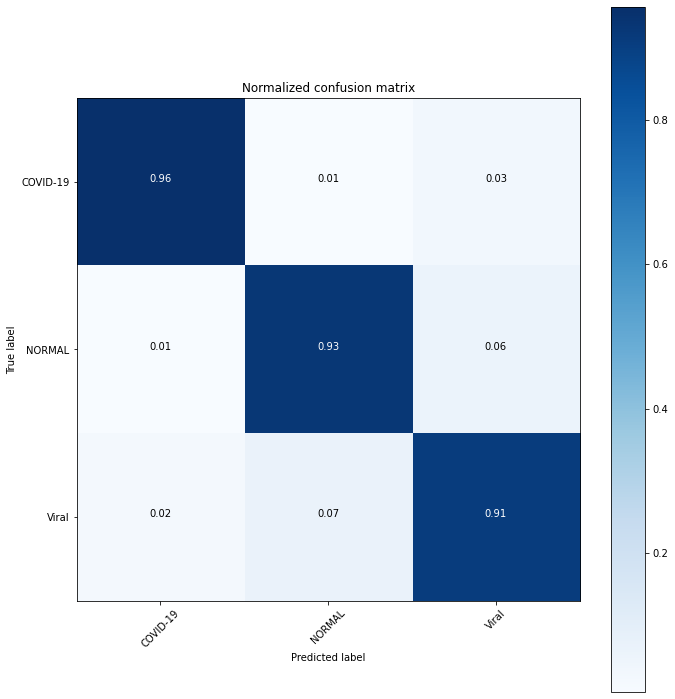 Normalized confusion matrix
COVID-19
0.96
0.01
0.03
NORMAL
0.01
0.93
0.06
Viral
0.02
0.07
0.91
COVID-19
NORMAL
Viral
True label
Predicted label
0.8
0.6
0.4
0.2